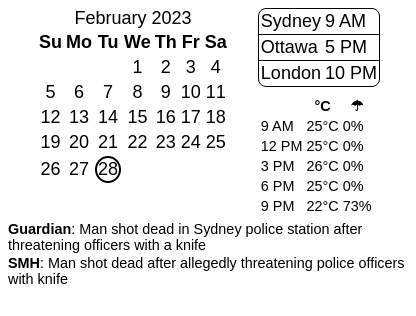 February 2023
Su Mo Tu We Th Fr Sa
1 2 3 4
5 6 7 8 9 10 11
12 13 14 15 16 17 18
19 20 21 22 23 24 25
26 27 28
Sydney 9 AM
Ottawa 5 PM
London 10 PM
°C ☂
9 AM 25°C 0%
12 PM 25°C 0%
3 PM 26°C 0%
6 PM 25°C 0%
9 PM 22°C 73%
Guardian: Man shot dead in Sydney police station after
threatening officers with a knife
SMH: Man shot dead after allegedly threatening police officers
with knife